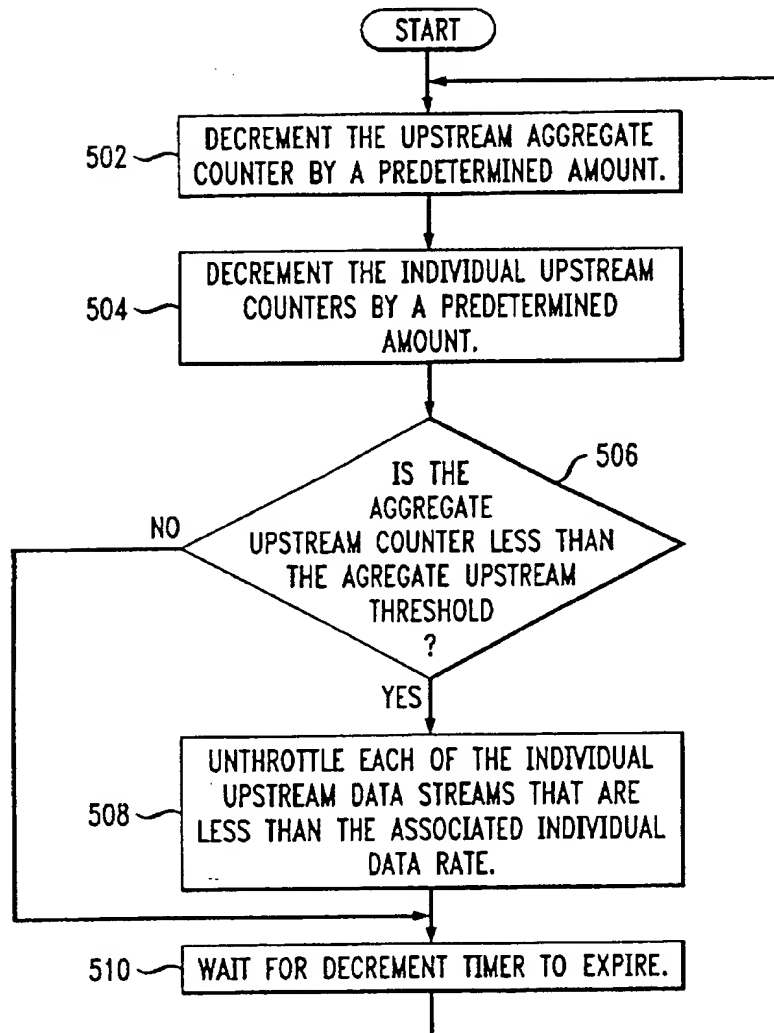 START
502
DECREMENT THE UPSTREAM AGGREGATE
COUNTER BY A PREDETERMINED AMOUNT.
504
DECREMENT THE INDIVIDUAL UPSTREAM
COUNTERS BY A PREDETERMINED
AMOUNT.
506
IS THE
AGGREGATE
UPSTREAM COUNTER LESS THAN
THE AGREGATE UPSTREAM
THRESHOLD
?
NO
YES
508
UNTHROTTLE EACH OF THE INDIVIDUAL
UPSTREAM DATA STREAMS THAT ARE
LESS THAN THE ASSOCIATED INDIVIDUAL
DATA RATE.
510
WAIT FOR DECREMENT TIMER TO EXPIRE.